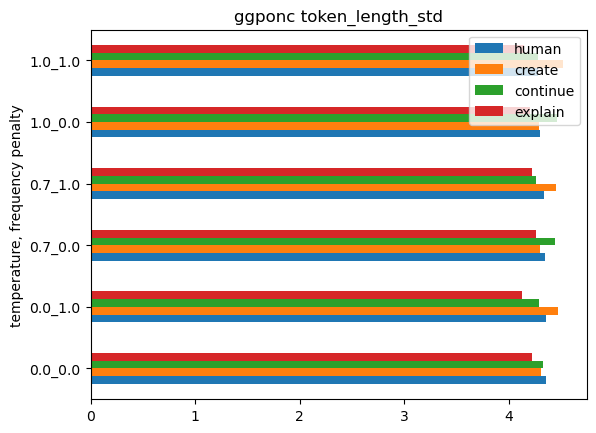 ggponc token_length_std
temperature, frequency penalty
1.0_1.0
1.0_0.0
0.7_1.0
0.7_0.0
0.0_1.0
0.0_0.0
0 1 2 3 4
human
create
continue
explain